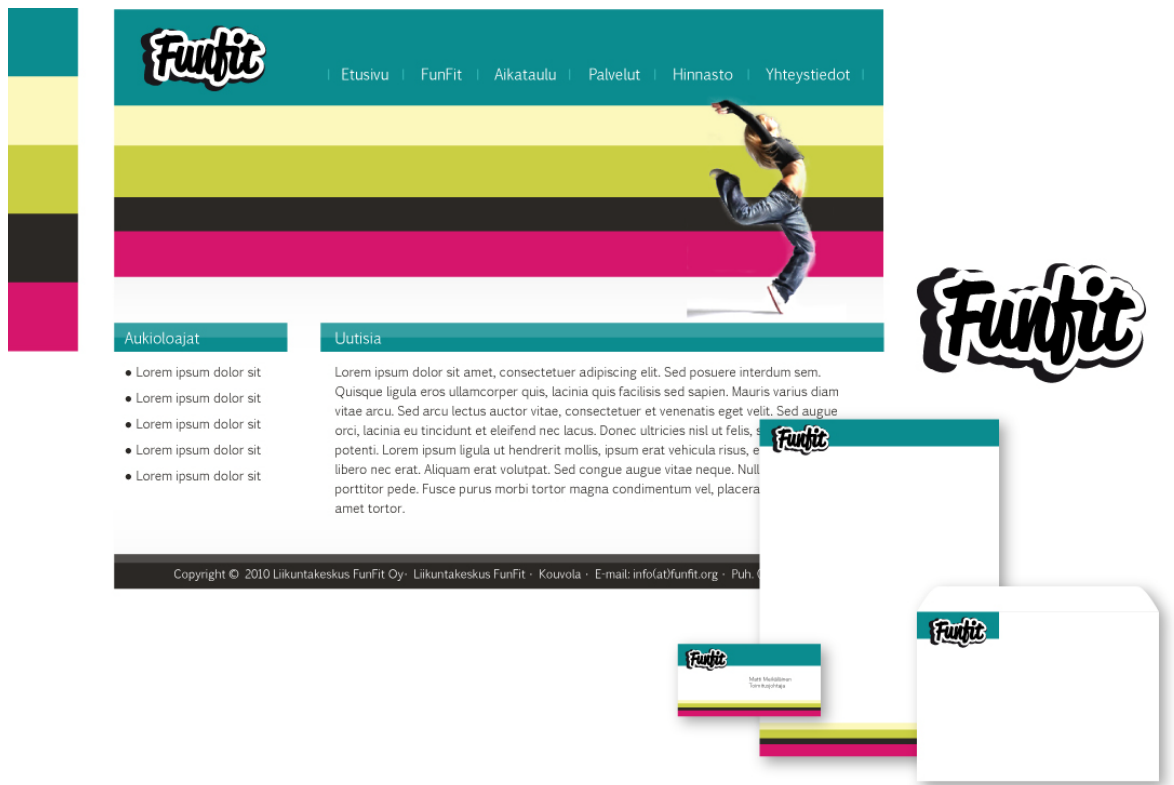 Funfit
Etusivu | FunFit | Aikataulu | Palvelut | Hinnasto | Yhteystiedot |
Funfit
Aukioloajat
● Lorem ipsum dolor sit
● Lorem ipsum dolor sit
● Lorem ipsum dolor sit
● Lorem ipsum dolor sit
● Lorem ipsum dolor sit
Uutisia
Lorem ipsum dolor sit amet, consectetuer adipiscing elit. Sed posuere interdum sem.
Quisque ligula eros ullamcorper quis, lacinia quis facilisis sed sapien. Mauris varius diam
vitae arcu. Sed arcu lectus auctor vitae, consectetuer et venenatis eget velit. Sed augue
orci, lacinia eu tincidunt et eleifend nec lacus. Donec ultricies nisl ut felis,
potenti. Lorem ipsum ligula ut hendrerit mollis, ipsum erat vehicula risus,
libero nec erat. Aliquam erat volutpat. Sed congue augue vitae neque. Null
porttitor pede. Fusce purus morbi tortor magna condimentum vel, placera
amet tortor.
Copyright © 2010 Liikuntakeskus FunFit Oy· Liikuntakeskus FunFit · Kouvola · E-mail: info(at)funfit.org · Puh.
Funfit
Funfit
Funfit
Matti
Toimitusjohtaja